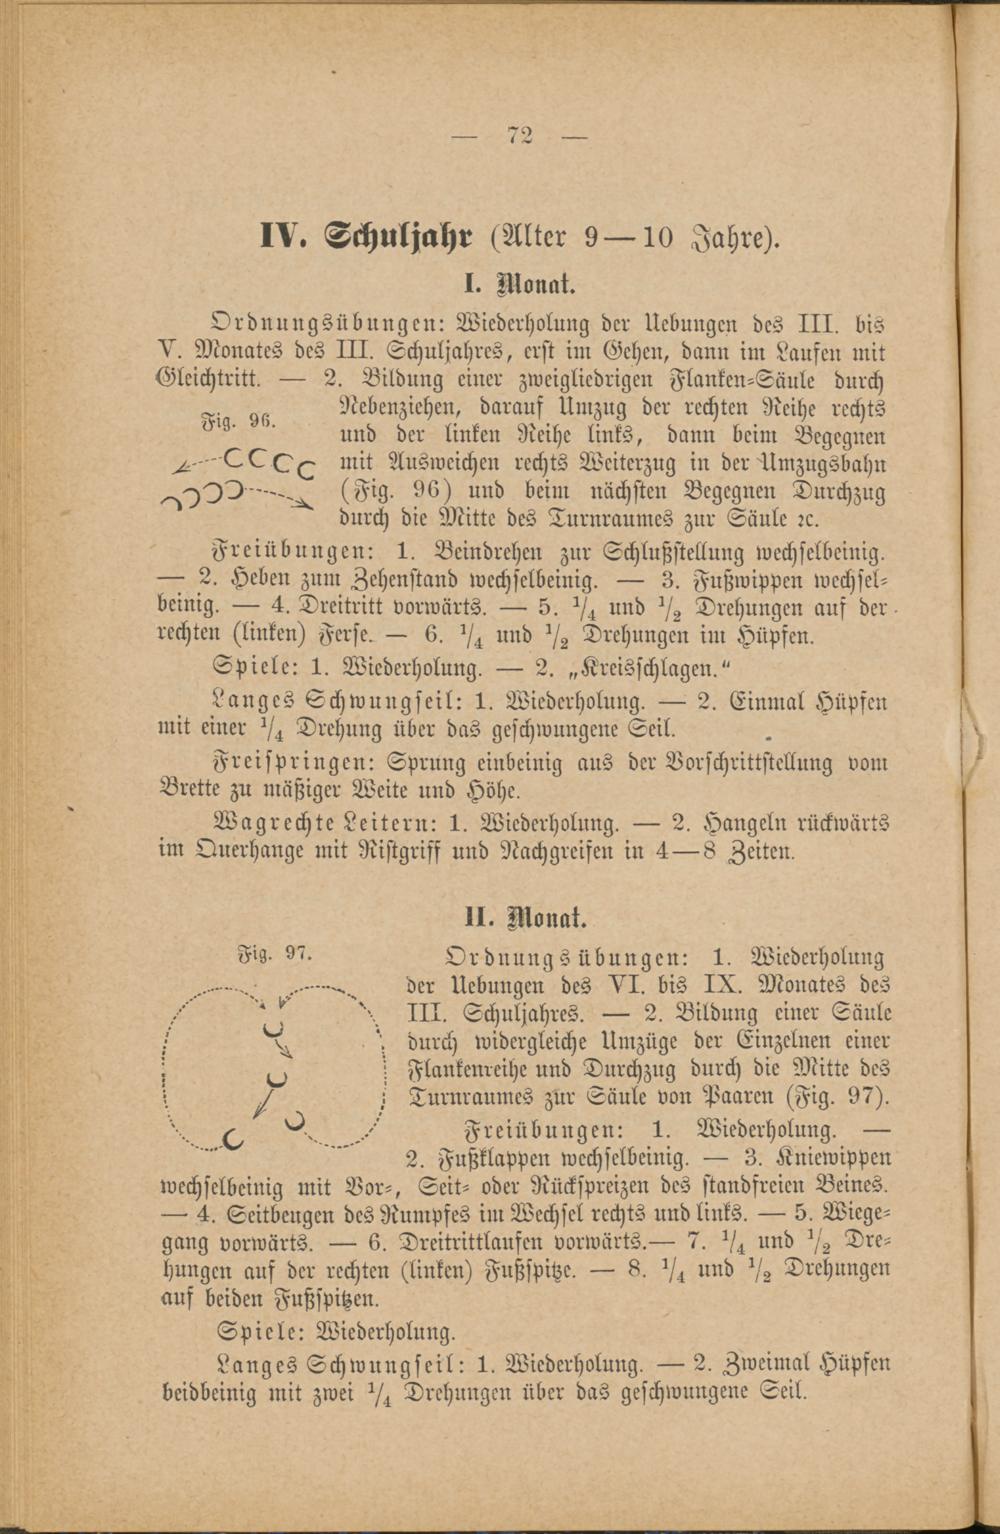 — 72 —
IV. Schuljahr (Alter 9—10 Jahre).
I. Monat.
Ordnungsübungen: Wiederholung der Uebungen des III. bis
V. Monates des III. Schuljahres, erst im Gehen, dann im Laufen mit
Gleichtritt. — 2. Bildung einer zweigliedrigen Flanken-Säule durch
Fig. 96.
Nebenziehen, darauf Umzug der rechten Reihe rechts
und der linken Reihe links, dann beim Begegnen
mit Ausweichen rechts Weiterzug in der Umzugsbahn
(Fig. 96) und beim nächsten Begegnen Durchzug
durch die Mitte des Turnraumes zur Säule ꝛc.
Freiübungen: 1. Beindrehen zur Schlußstellung wechselbeinig.
— 2. Heben zum Zehenstand wechselbeinig. — 3. Fußwippen wechsel-
beinig. — 4. Dreitritt vorwärts. — 5. 1/4 und 1/2 Drehungen auf der
rechten (linken) Ferse. — 6. 1/4 und 1/2 Drehungen im Hüpfen.
Spiele: 1. Wiederholung. — 2. „Kreisschlagen.“
Langes Schwungseil: 1. Wiederholung. — 2. Einmal Hüpfen
mit einer 1/4 Drehung über das geschwungene Seil.
Freispringen: Sprung einbeinig aus der Vorschrittstellung vom
Brette zu mäßiger Weite und Höhe.
Wagrechte Leitern: 1. Wiederholung. — 2. Hangeln rückwärts
im Querhange mit Ristgriff und Nachgreifen in 4—8 Zeiten.
II. Monat.
Fig. 97.
Ordnungsübungen: 1. Wiederholung
der Uebungen des VI. bis IX. Monates des
III. Schuljahres. — 2. Bildung einer Säule
durch widergleiche Umzüge der Einzelnen einer
Flankenreihe und Durchzug durch die Mitte des
Turnraumes zur Säule von Paaren (Fig. 97).
Freiübungen: 1. Wiederholung. —
2. Fußklappen wechselbeinig. — 3. Kniewippen
wechselbeinig mit Vor-, Seit- oder Rückspreizen des standfreien Beines.
— 4. Seitbeugen des Rumpfes im Wechsel rechts und links. — 5. Wiege-
gang vorwärts. — 6. Dreitrittlaufen vorwärts.— 7. 1/4 und 1/2 Dre-
hungen auf der rechten (linken) Fußspitze. — 8. 1/4 und 1/2 Drehungen
auf beiden Fußspitzen.
Spiele: Wiederholung.
Langes Schwungseil: 1. Wiederholung. — 2. Zweimal Hüpfen
beidbeinig mit zwei 1/4 Drehungen über das geschwungene Seil.